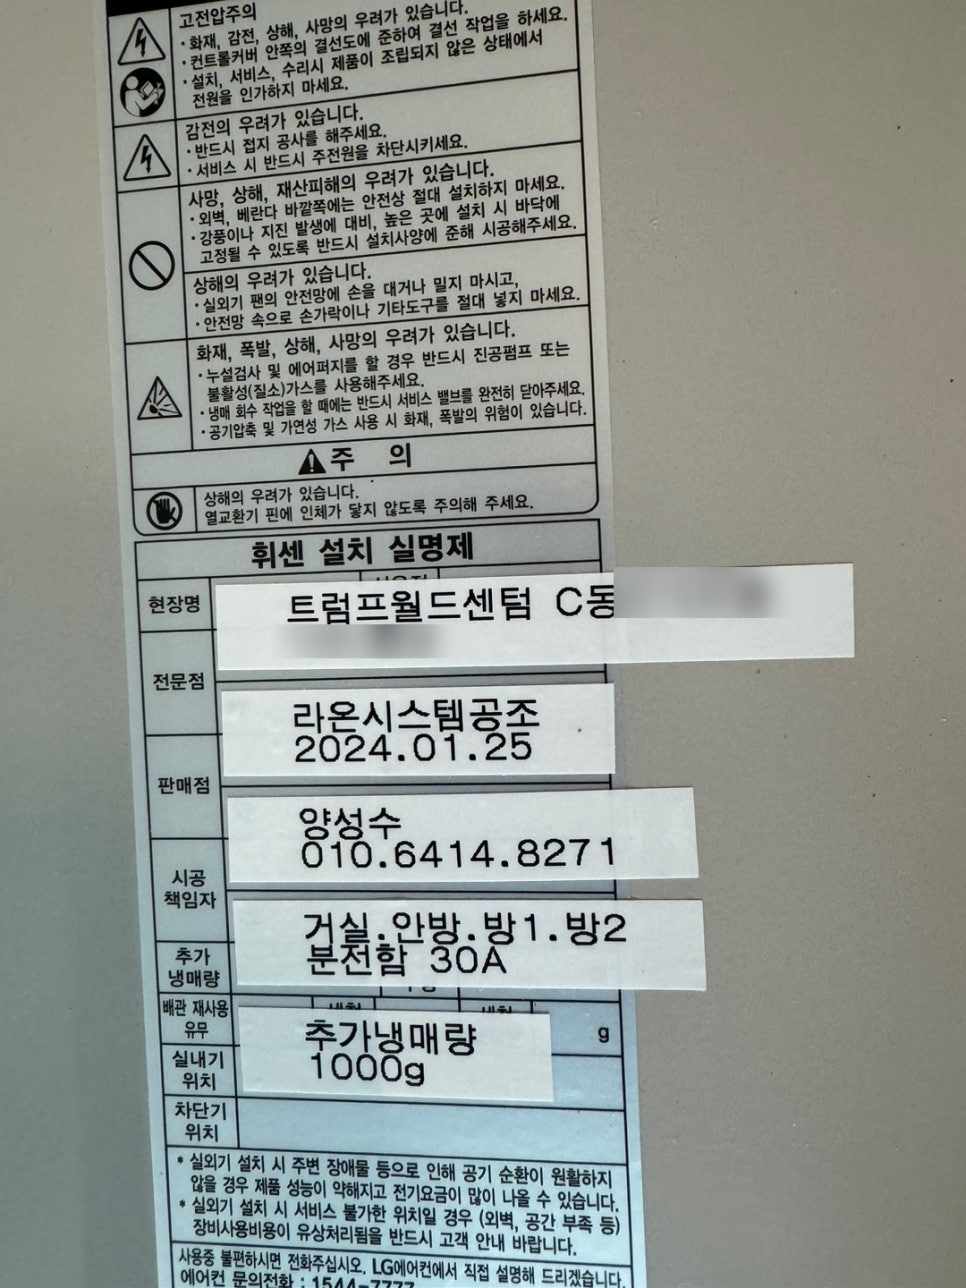 고전압주의
· 화재, 감전, 상해, 사망의 우려가 있습니다.
· 컨트롤커버 안쪽의 결선도에 준하여 결선 작업을 하세요.
· 설치, 서비스, 수리시 제품이 조립되지 않은 상태에서
전원을 인가하지 마세요.
감전의 우려가 있습니다.
· 반드시 접지 공사를 해주세요.
· 서비스 시 반드시 주전원을 차단시키세요.
사망, 상해, 재산피해의 우려가 있습니다.
· 외벽, 베란다 바깥쪽에는 안전상 절대 설치하지 마세요.
· 강풍이나 지진 발생에 대비, 높은 곳에 설치 시 바닥에
고정될 수 있도록 반드시 설치사양에 준해 시공해주세요.
상해의 우려가 있습니다.
· 실외기 팬의 안전망에 손을 대거나 밀지 마시고,
· 안전망 속으로 손가락이나 기타도구를 절대 넣지 마세요.
화재, 폭발, 상해, 사망의 우려가 있습니다.
· 누설검사 및 에어퍼지를 할 경우 반드시 진공펌프 또는
불활성(질소)가스를 사용해주세요.
· 냉매 회수 작업을 할 때에는 반드시 서비스 밸브를 완전히 닫아주세요.
· 공기압축 및 가연성 가스 사용 시 화재, 폭발의 위험이 있습니다.
주 의
상해의 우려가 있습니다.
열교환기 핀에 인체가 닿지 않도록 주의해 주세요.
휘센 설치 실명제
현장명
트럼프월드센텀 C동
전문점
라온시스템공조
2024.01.25
판매점
양성수
010.6414.8271
시공
책임자
거실.안방.방1.방2
분전함 30A
추가
냉매량
배관 재사용
유무
추가냉매량
1000g
g
실내기
위치
차단기
위치
* 실외기 설치 시 주변 장애물 등으로 인해 공기 순환이 원활하지
않을 경우 제품 성능이 약해지고 전기요금이 많이 나올 수 있습니다.
* 실외기 설치 시 서비스 불가한 위치일 경우 (외벽, 공간 부족 등)
장비사용비용이 유상처리됨을 반드시 고객 안내 바랍니다.
사용중 불편하시면 전화주십시오. LG에어컨에서 직접 설명해 드리겠습니다.
에어컨 문의전화 : 1544-7777